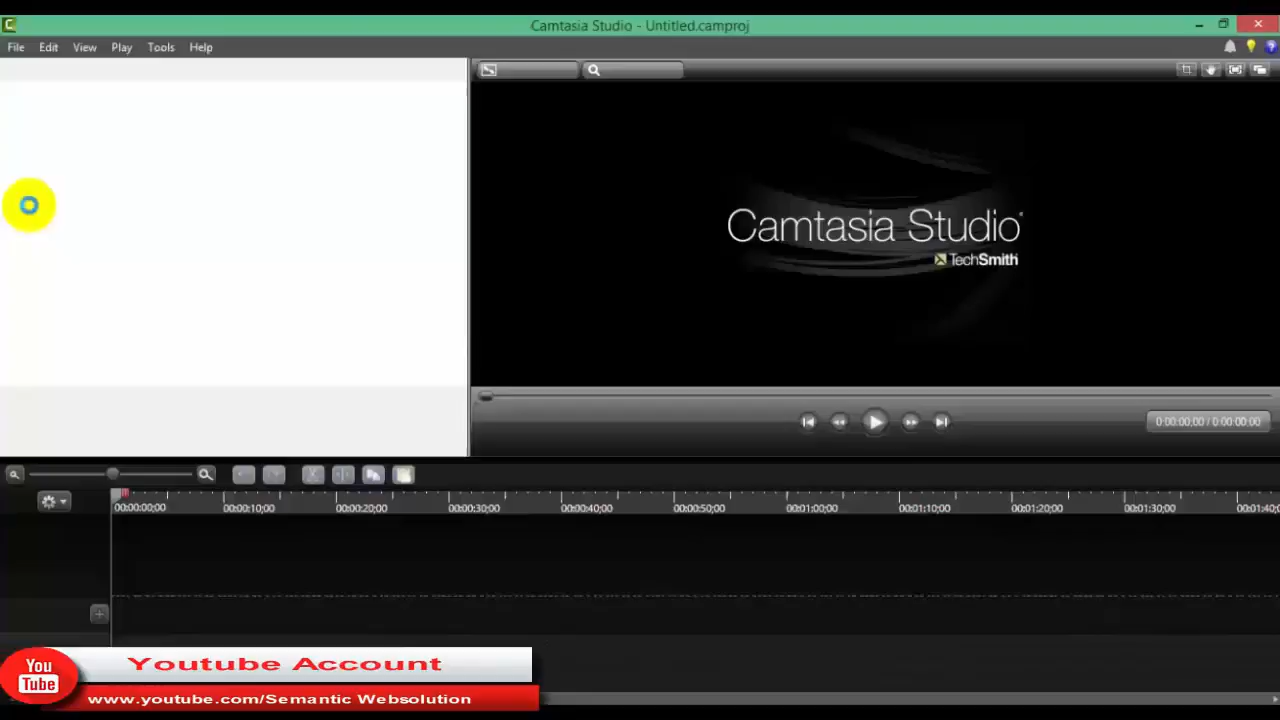 Camtasia Studio - Untitled.camproj
File Edit View Play Tools Help
Camtasia Studio
TechSmith
0:00:00;00 / 0:00:00;00
00:00:00;00 00:00:10;00 00:00:20;00 00:00:30;00 00:00:40;00 00:00:50;00 00:01:00;00 00:01:10;00 00:01:20;00 00:01:30;00 00:01:40;
You
Tube
Youtube Account
www.youtube.com/Semantic Websolution